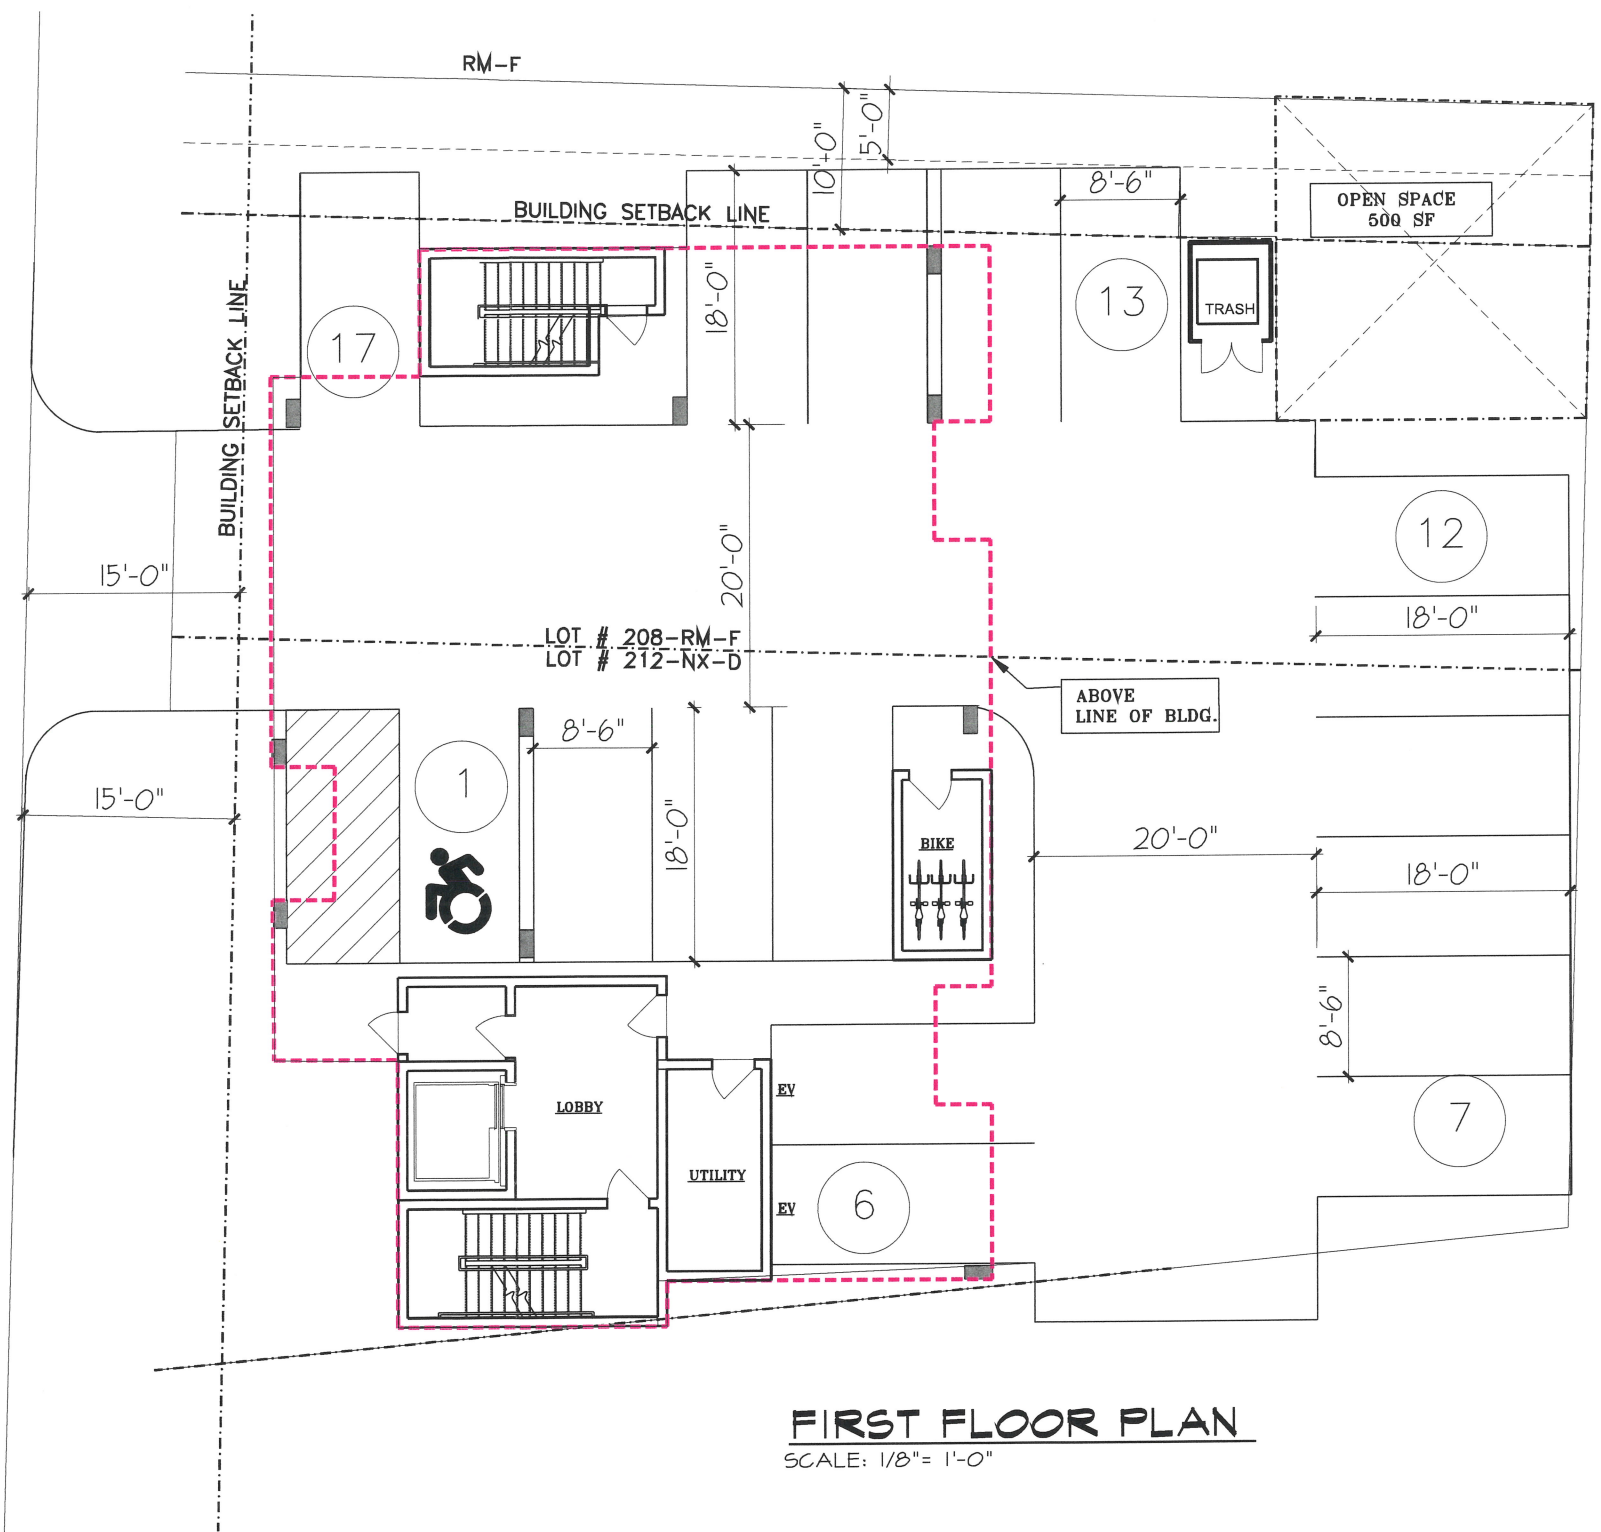 RM-F
10'-0"
5'-0"
8'-6"
OPEN SPACE
500 SF
BUILDING SETBACK LINE
BUILDING SETBACK LINE
18'-0"
17
13
TRASH
12
20'-0"
15'-0"
18'-0"
LOT # 208-RM-F
LOT # 212-NX-D
ABOVE
LINE OF BLDG.
8'-6"
1
15'-0"
18'-0"
BIKE
20'-0"
18'-0"
8'-6"
EV
LOBBY
7
UTILITY
EV
6
FIRST FLOOR PLAN
SCALE: 1/8"= 1'-0"